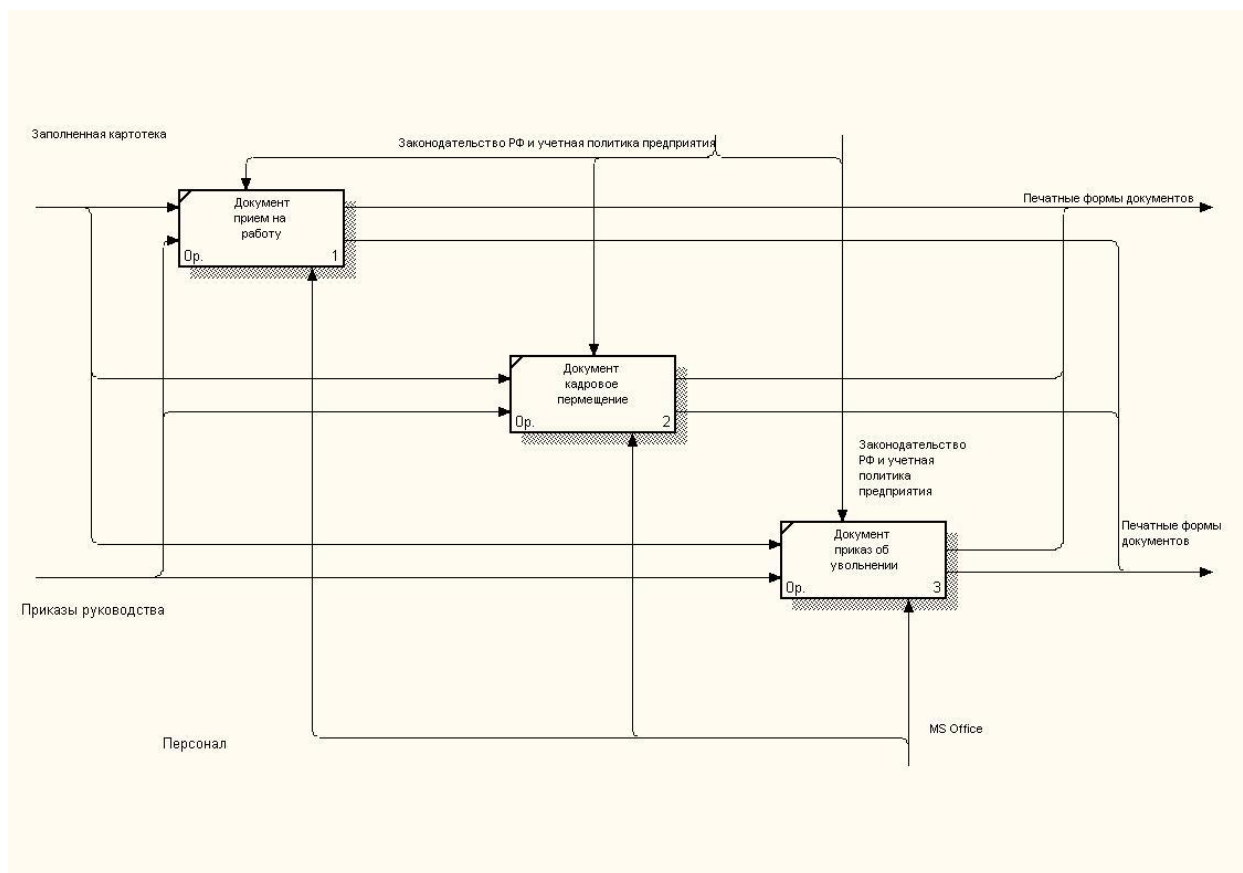 Заполненная картотека
Законодательство РФ и учетная политика предприятия
Документ
прием на
работу
0р. 1
Печатные формы документов
Документ
кадровое
пермещение
0р. 2
Законодательство
РФ и учетная
политика
предприятия
Документ
приказ об
увольнении
0р. 3
Печатные формы
документов
Приказы руководства
MS Office
Персонал